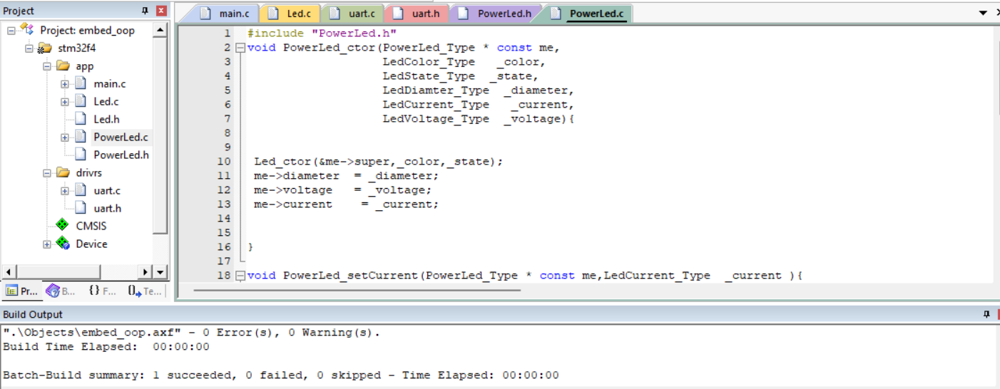 Project
Project: embed_oop
stm32f4
app
main.c
Led.c
Led.h
PowerLed.c
PowerLed.h
drivrs
uart.c
uart.h
CMSIS
Device
Pr... B... {} F... Te...
main.c Led.c uart.c uart.h PowerLed.h PowerLed.c
1 #include "PowerLed.h"
2 void PowerLed_ctor(PowerLed_Type * const me,
3 LedColor_Type _color,
4 LedState_Type _state,
5 LedDiamter_Type _diameter,
6 LedCurrent_Type _current,
7 LedVoltage_Type _voltage){
8
9
10 Led_ctor(&me->super,_color,_state);
11 me->diameter = _diameter;
12 me->voltage = _voltage;
13 me->current = _current;
14
15
16 }
17
18 void PowerLed_setCurrent(PowerLed_Type * const me,LedCurrent_Type _current ){
Build Output
".\Objects\embed_oop.axf" - 0 Error(s), 0 Warning(s).
Build Time Elapsed: 00:00:00
Batch-Build summary: 1 succeeded, 0 failed, 0 skipped - Time Elapsed: 00:00:00